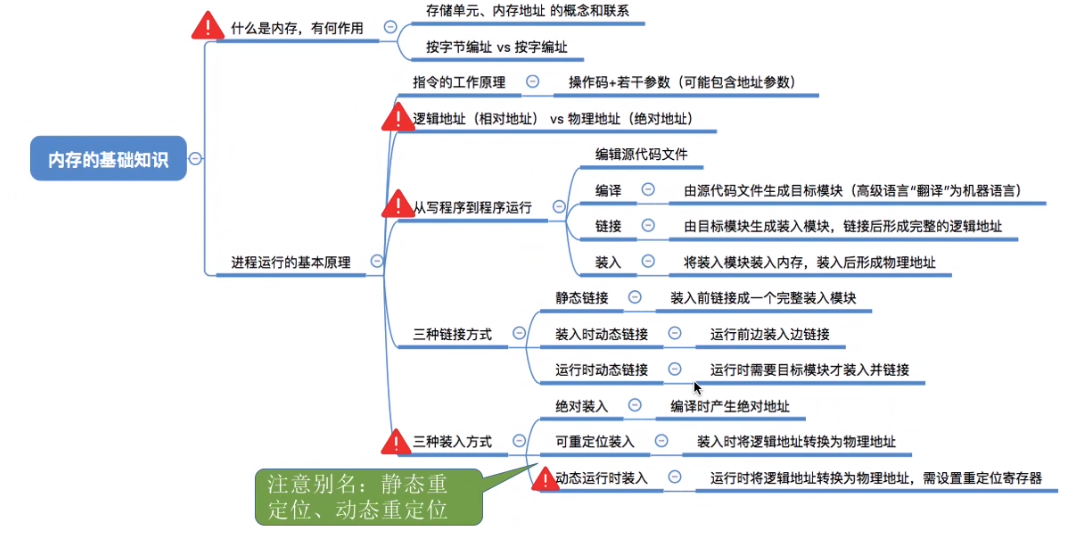 什么是内存，有何作用
存储单元、内存地址 的概念和联系
按字节编址 vs 按字编址
内存的基础知识
进程运行的基本原理
指令的工作原理
操作码+若干参数（可能包含地址参数）
逻辑地址（相对地址） vs 物理地址（绝对地址）
从写程序到程序运行
编辑源代码文件
编译
由源代码文件生成目标模块（高级语言“翻译”为机器语言）
链接
由目标模块生成装入模块，链接后形成完整的逻辑地址
装入
将装入模块装入内存，装入后形成物理地址
三种链接方式
静态链接
装入前链接成一个完整装入模块
装入时动态链接
运行前边装入边链接
运行时动态链接
运行时需要目标模块才装入并链接
三种装入方式
绝对装入
编译时产生绝对地址
可重定位装入
装入时将逻辑地址转换为物理地址
动态运行时装入
运行时将逻辑地址转换为物理地址，需设置重定位寄存器
注意别名：静态重
定位、动态重定位